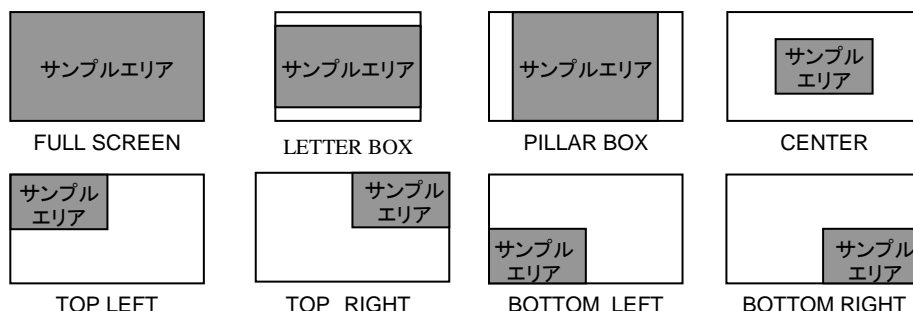 サンプルエリア
サンプルエリア
サンプルエリア
サンプル
エリア
FULL SCREEN
LETTER BOX
PILLAR BOX
CENTER
サンプル
エリア
サンプル
エリア
サンプル
エリア
サンプル
エリア
TOP LEFT
TOP RIGHT
BOTTOM LEFT
BOTTOM RIGHT